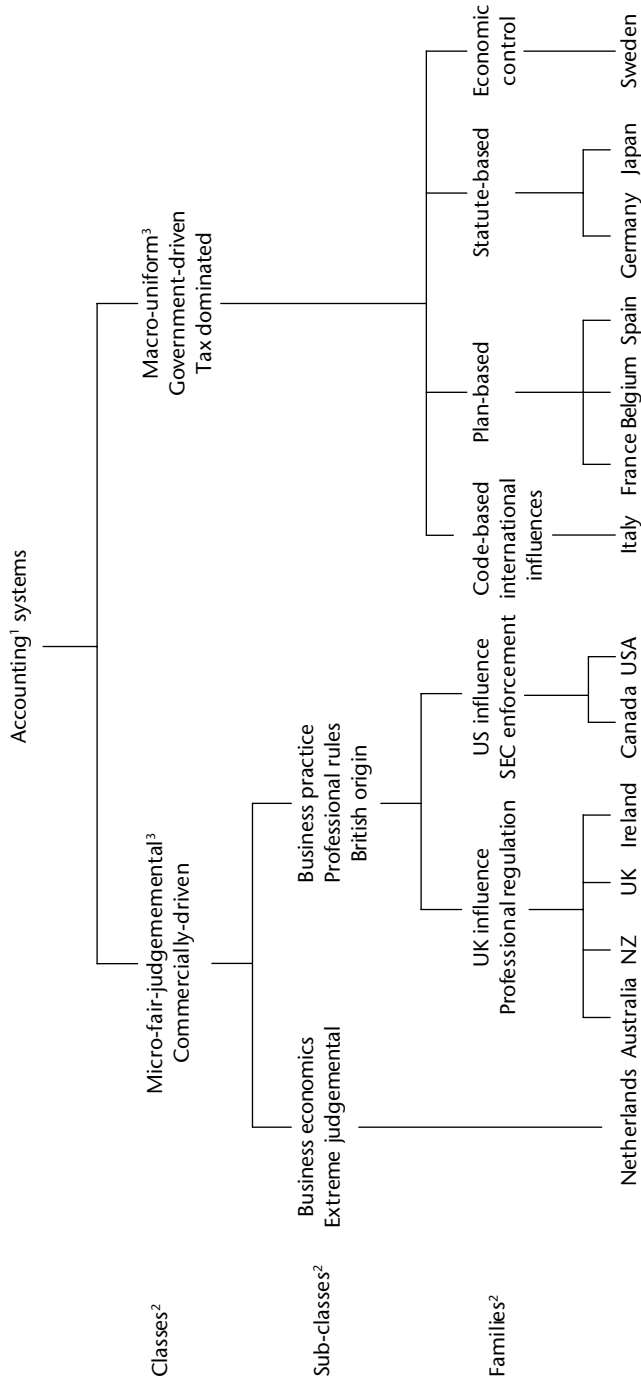 Accounting¹ systems
Classes²
Micro-fair-judgemental³
Commercially-driven
Macro-uniform³
Government-driven
Tax dominated
Sub-classes²
Business economics
Extreme judgemental
Business practice
Professional rules
British origin
Families²
UK influence
Professional regulation
US influence
SEC enforcement
Code-based
international
influences
Plan-based
Statute-based
Economic
control
Netherlands Australia NZ UK Ireland Canada USA Italy France Belgium Spain Germany Japan Sweden